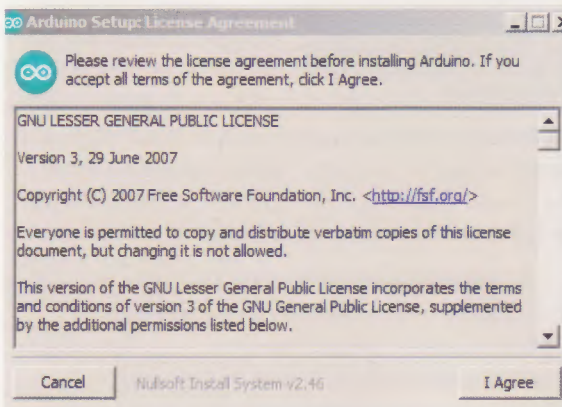 Arduino Setup: License Agreement
Please review the license agreement before installing Arduino. If you
accept all terms of the agreement, click I Agree.
GNU LESSER GENERAL PUBLIC LICENSE
Version 3, 29 June 2007
Copyright (C) 2007 Free Software Foundation, Inc. <http://fsf.org/>
Everyone is permitted to copy and distribute verbatim copies of this license
document, but changing it is not allowed.
This version of the GNU Lesser General Public License incorporates the terms
and conditions of version 3 of the GNU General Public License, supplemented
by the additional permissions listed below.
Cancel
Nullsoft Install System v2.46
I Agree